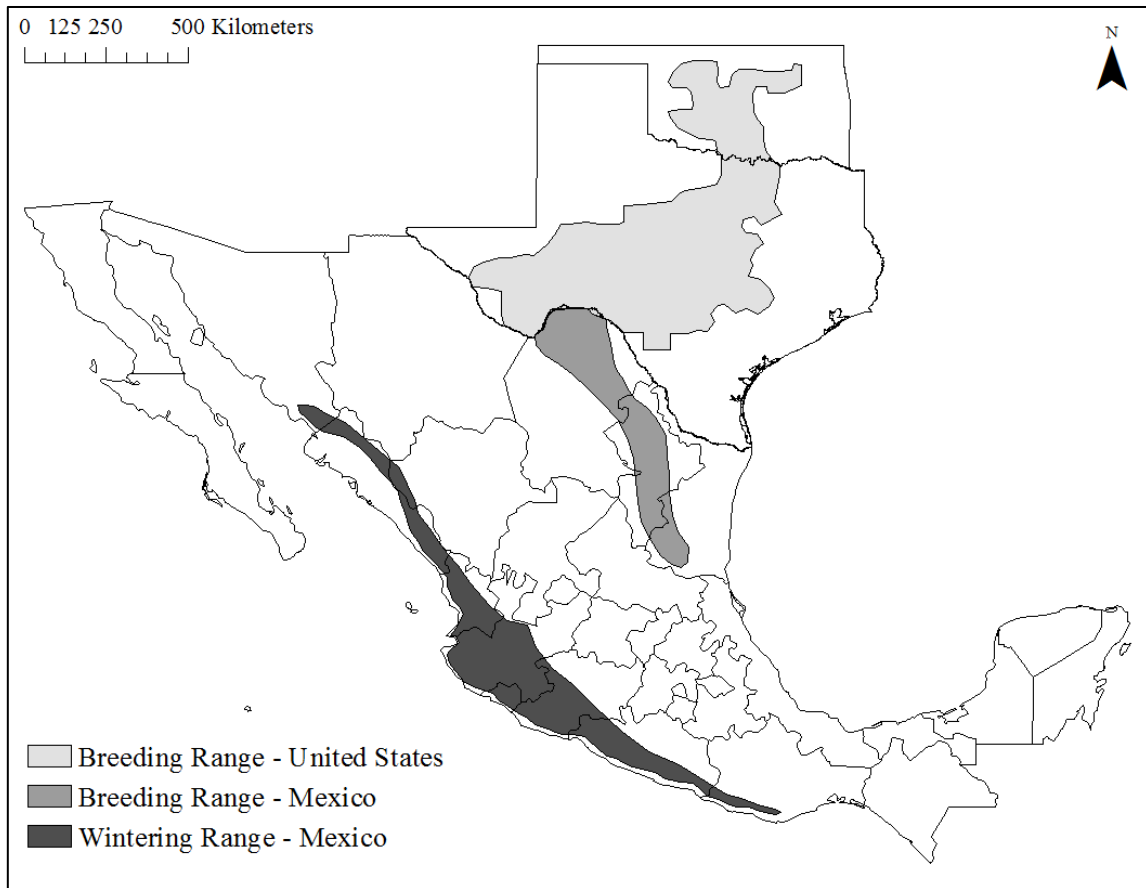 0 125 250 500 Kilometers
N
Breeding Range - United States
Breeding Range - Mexico
Wintering Range - Mexico